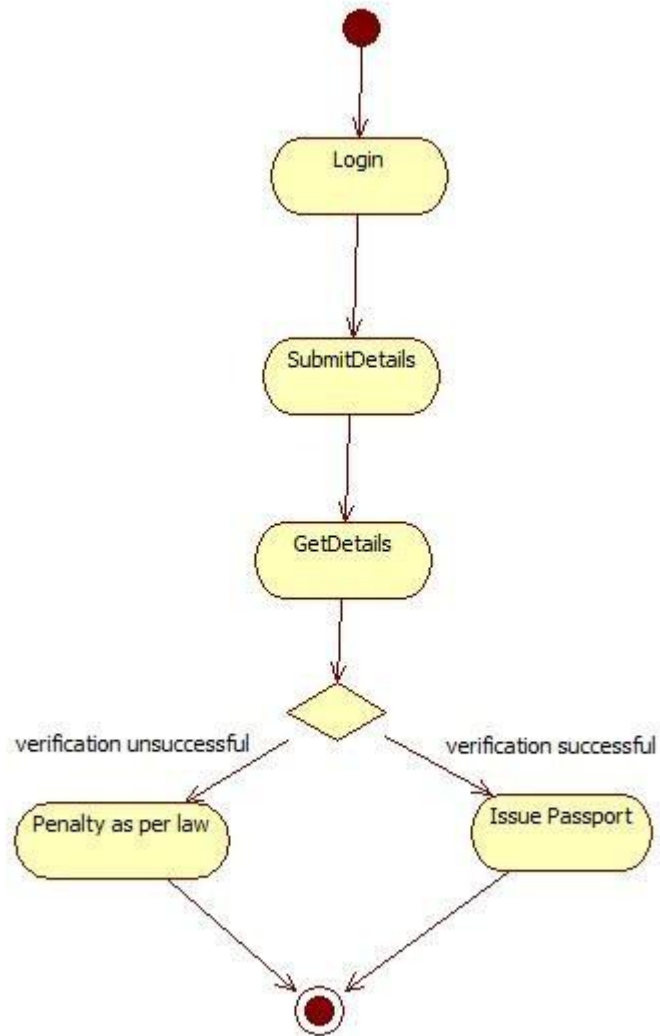 Login
SubmitDetails
GetDetails
verification unsuccessful
verification successful
Penalty as per law
Issue Passport